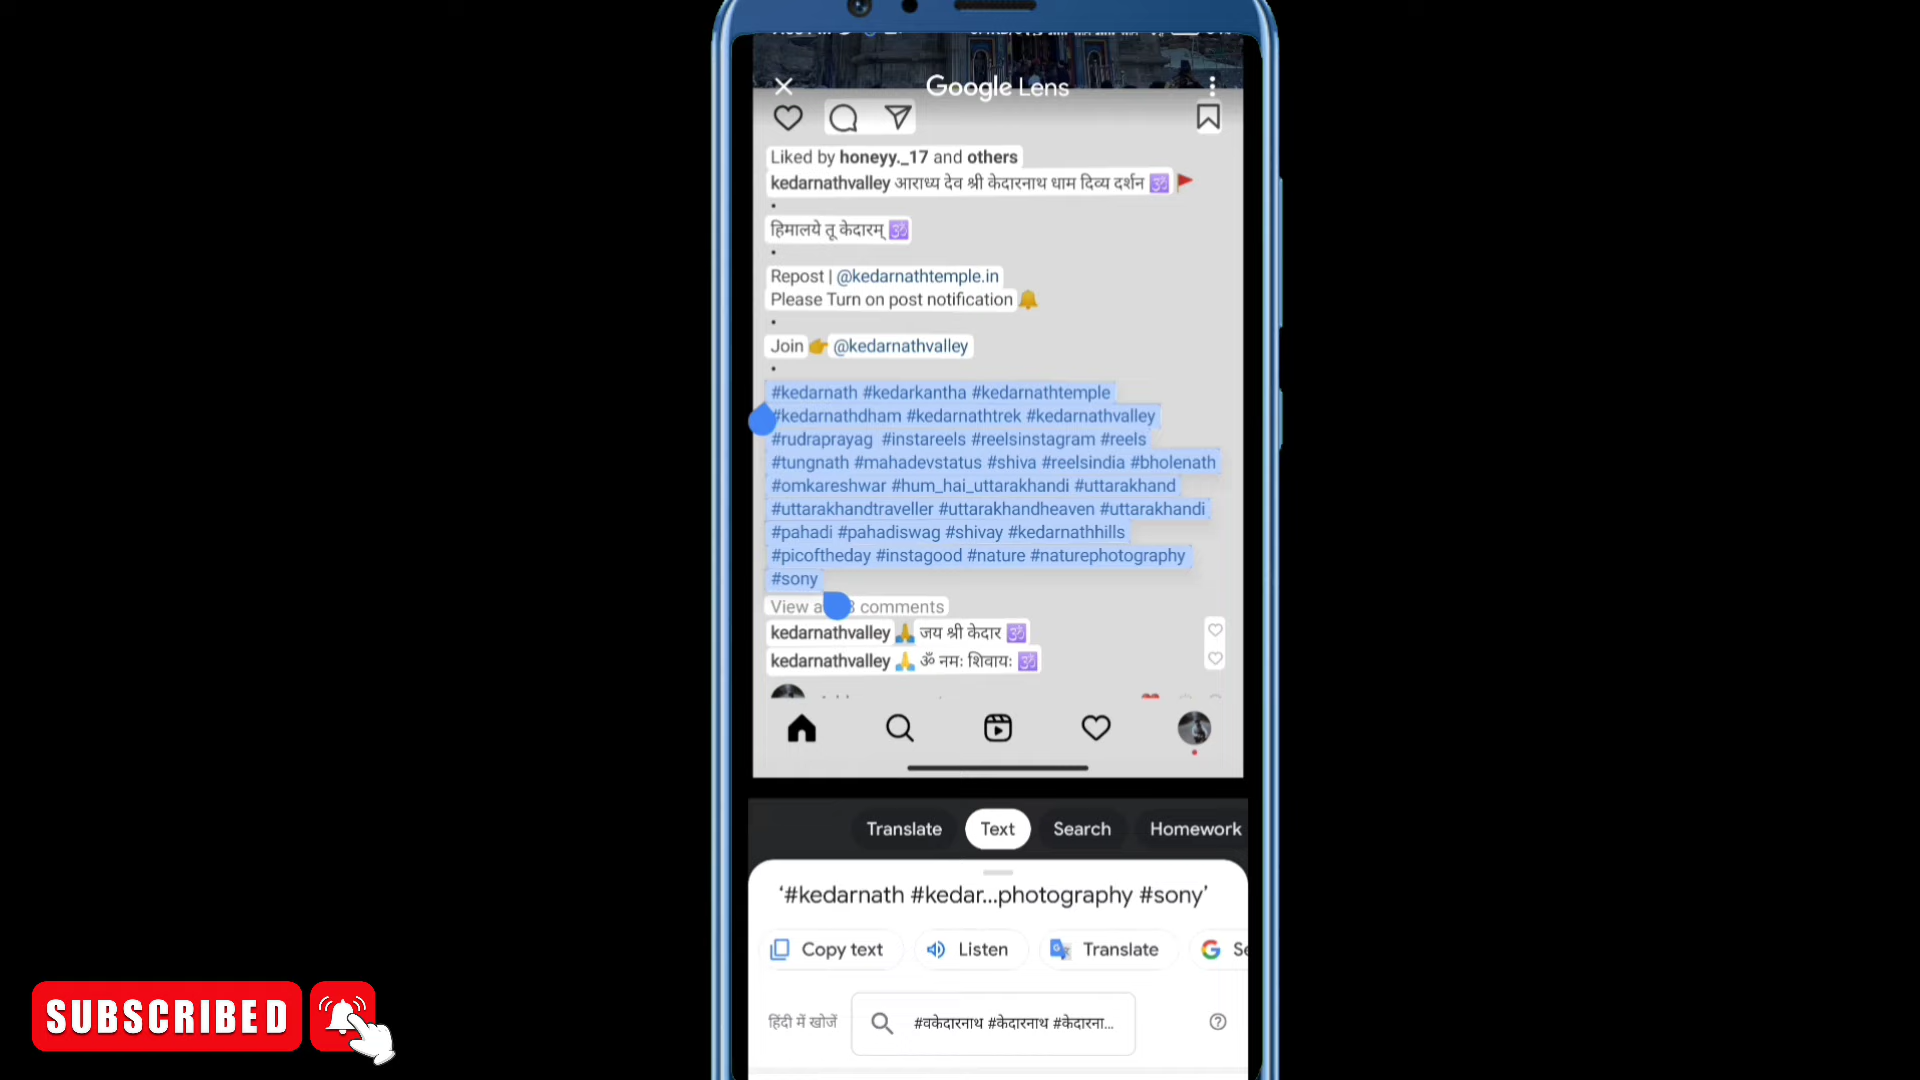 Google Lens
Liked by honeyy._17 and others
kedarnathvalley आराध्य देव श्री केदारनाथ धाम दिव्य दर्शन 🕉️🚩
•
हिमालये तू केदारम् 🕉️
•
Repost | @kedarnathtemple.in
Please Turn on post notification 🔔
•
Join 👉 @kedarnathvalley
•
#kedarnath #kedarkantha #kedarnathtemple
#kedarnathdham #kedarnathtrek #kedarnathvalley
#rudraprayag #instareels #reelsinstagram #reels
#tungnath #mahadevstatus #shiva #reelsindia #bholenath
#omkareshwar #hum_hai_uttarakhandi #uttarakhand
#uttarakhandtraveller #uttarakhandheaven #uttarakhandi
#pahadi #pahadiswag #shivay #kedarnathhills
#picoftheday #instagood #nature #naturephotography
#sony
View comments
kedarnathvalley 🙏 जय श्री केदार 🕉️
kedarnathvalley 🙏 ॐ नमः शिवायः 🕉️
Translate Text Search Homework
‘#kedarnath #kedar...photography #sony’
Copy text Listen Translate
हिंदी में खोजें #वकेदारनाथ #केदारनाथ #केदारना...
SUBSCRIBED